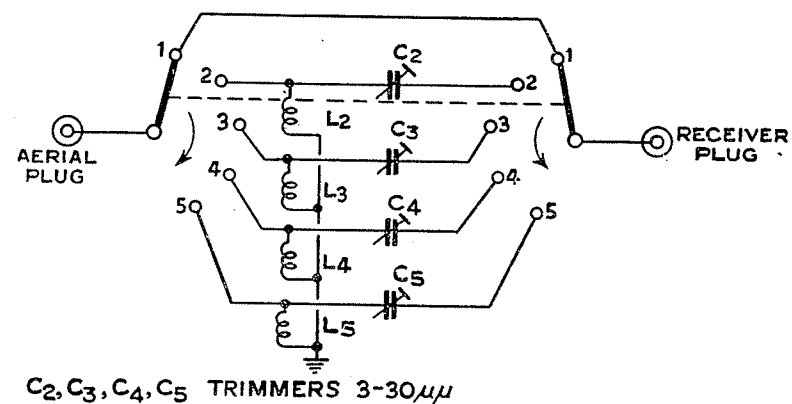 1
1
2
C2
2
L2
3
C3
3
AERIAL
PLUG
RECEIVER
PLUG
4
L3
C4
4
5
L4
5
C5
L5
C2, C3, C4, C5 TRIMMERS 3-30μμ